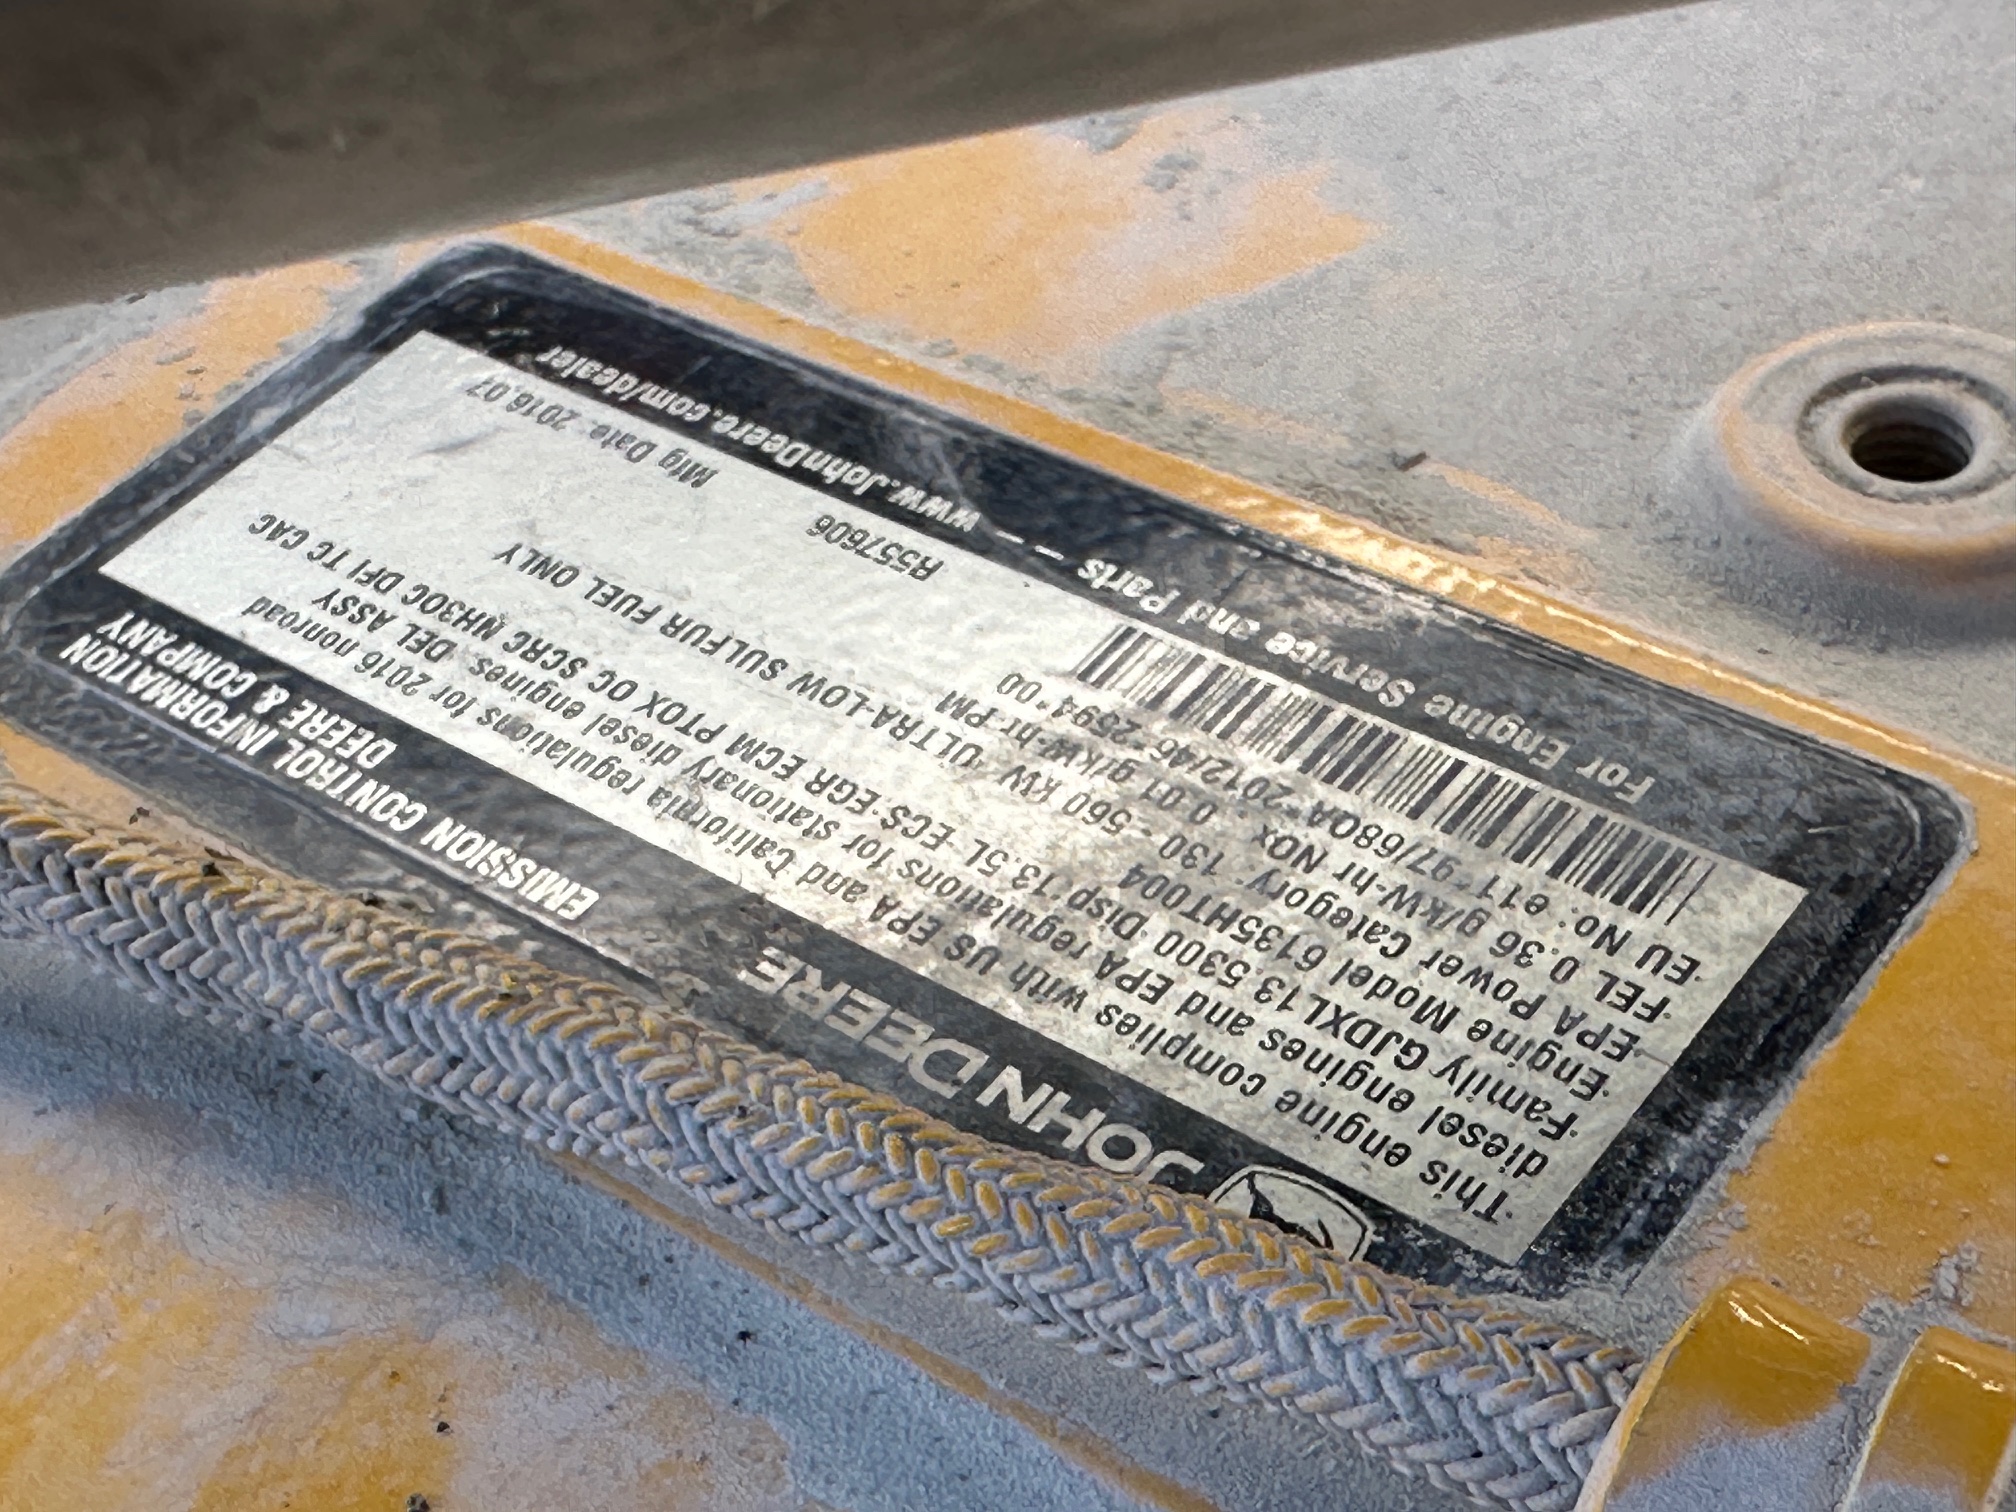 JOHN DEERE
EMISSION CONTROL INFORMATION
DEERE & COMPANY
This engine complies with US EPA and California regulations for 2016 nonroad
diesel engines and EPA regulations for stationary diesel engines. DEL ASSY
Family GJDXL13.5300 Disp 13.5L ECS EGR ECM PTOX OC SCRC NH3OC DFI TC CAC
Engine Model 6135HT004
EPA Power Category 130 - 560 kW ULTRA-LOW SULFUR FUEL ONLY
FEL 0.36 g/kW-hr NOx 0.01 g/kW-hr PM
EU No: e11*97/68QA*2012/46*2594*00
R557606
Mfg Date: 2016.07
For Engine Service and Parts -- www.JohnDeere.com/dealer